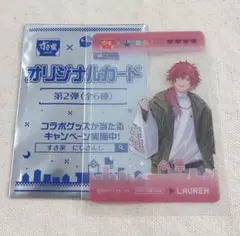 すき家
オリジナルカード
第2弾(全6種)
コラボグッズが当たる
キャンペーン実施中!
すき家 にじさんじ
LAUREN